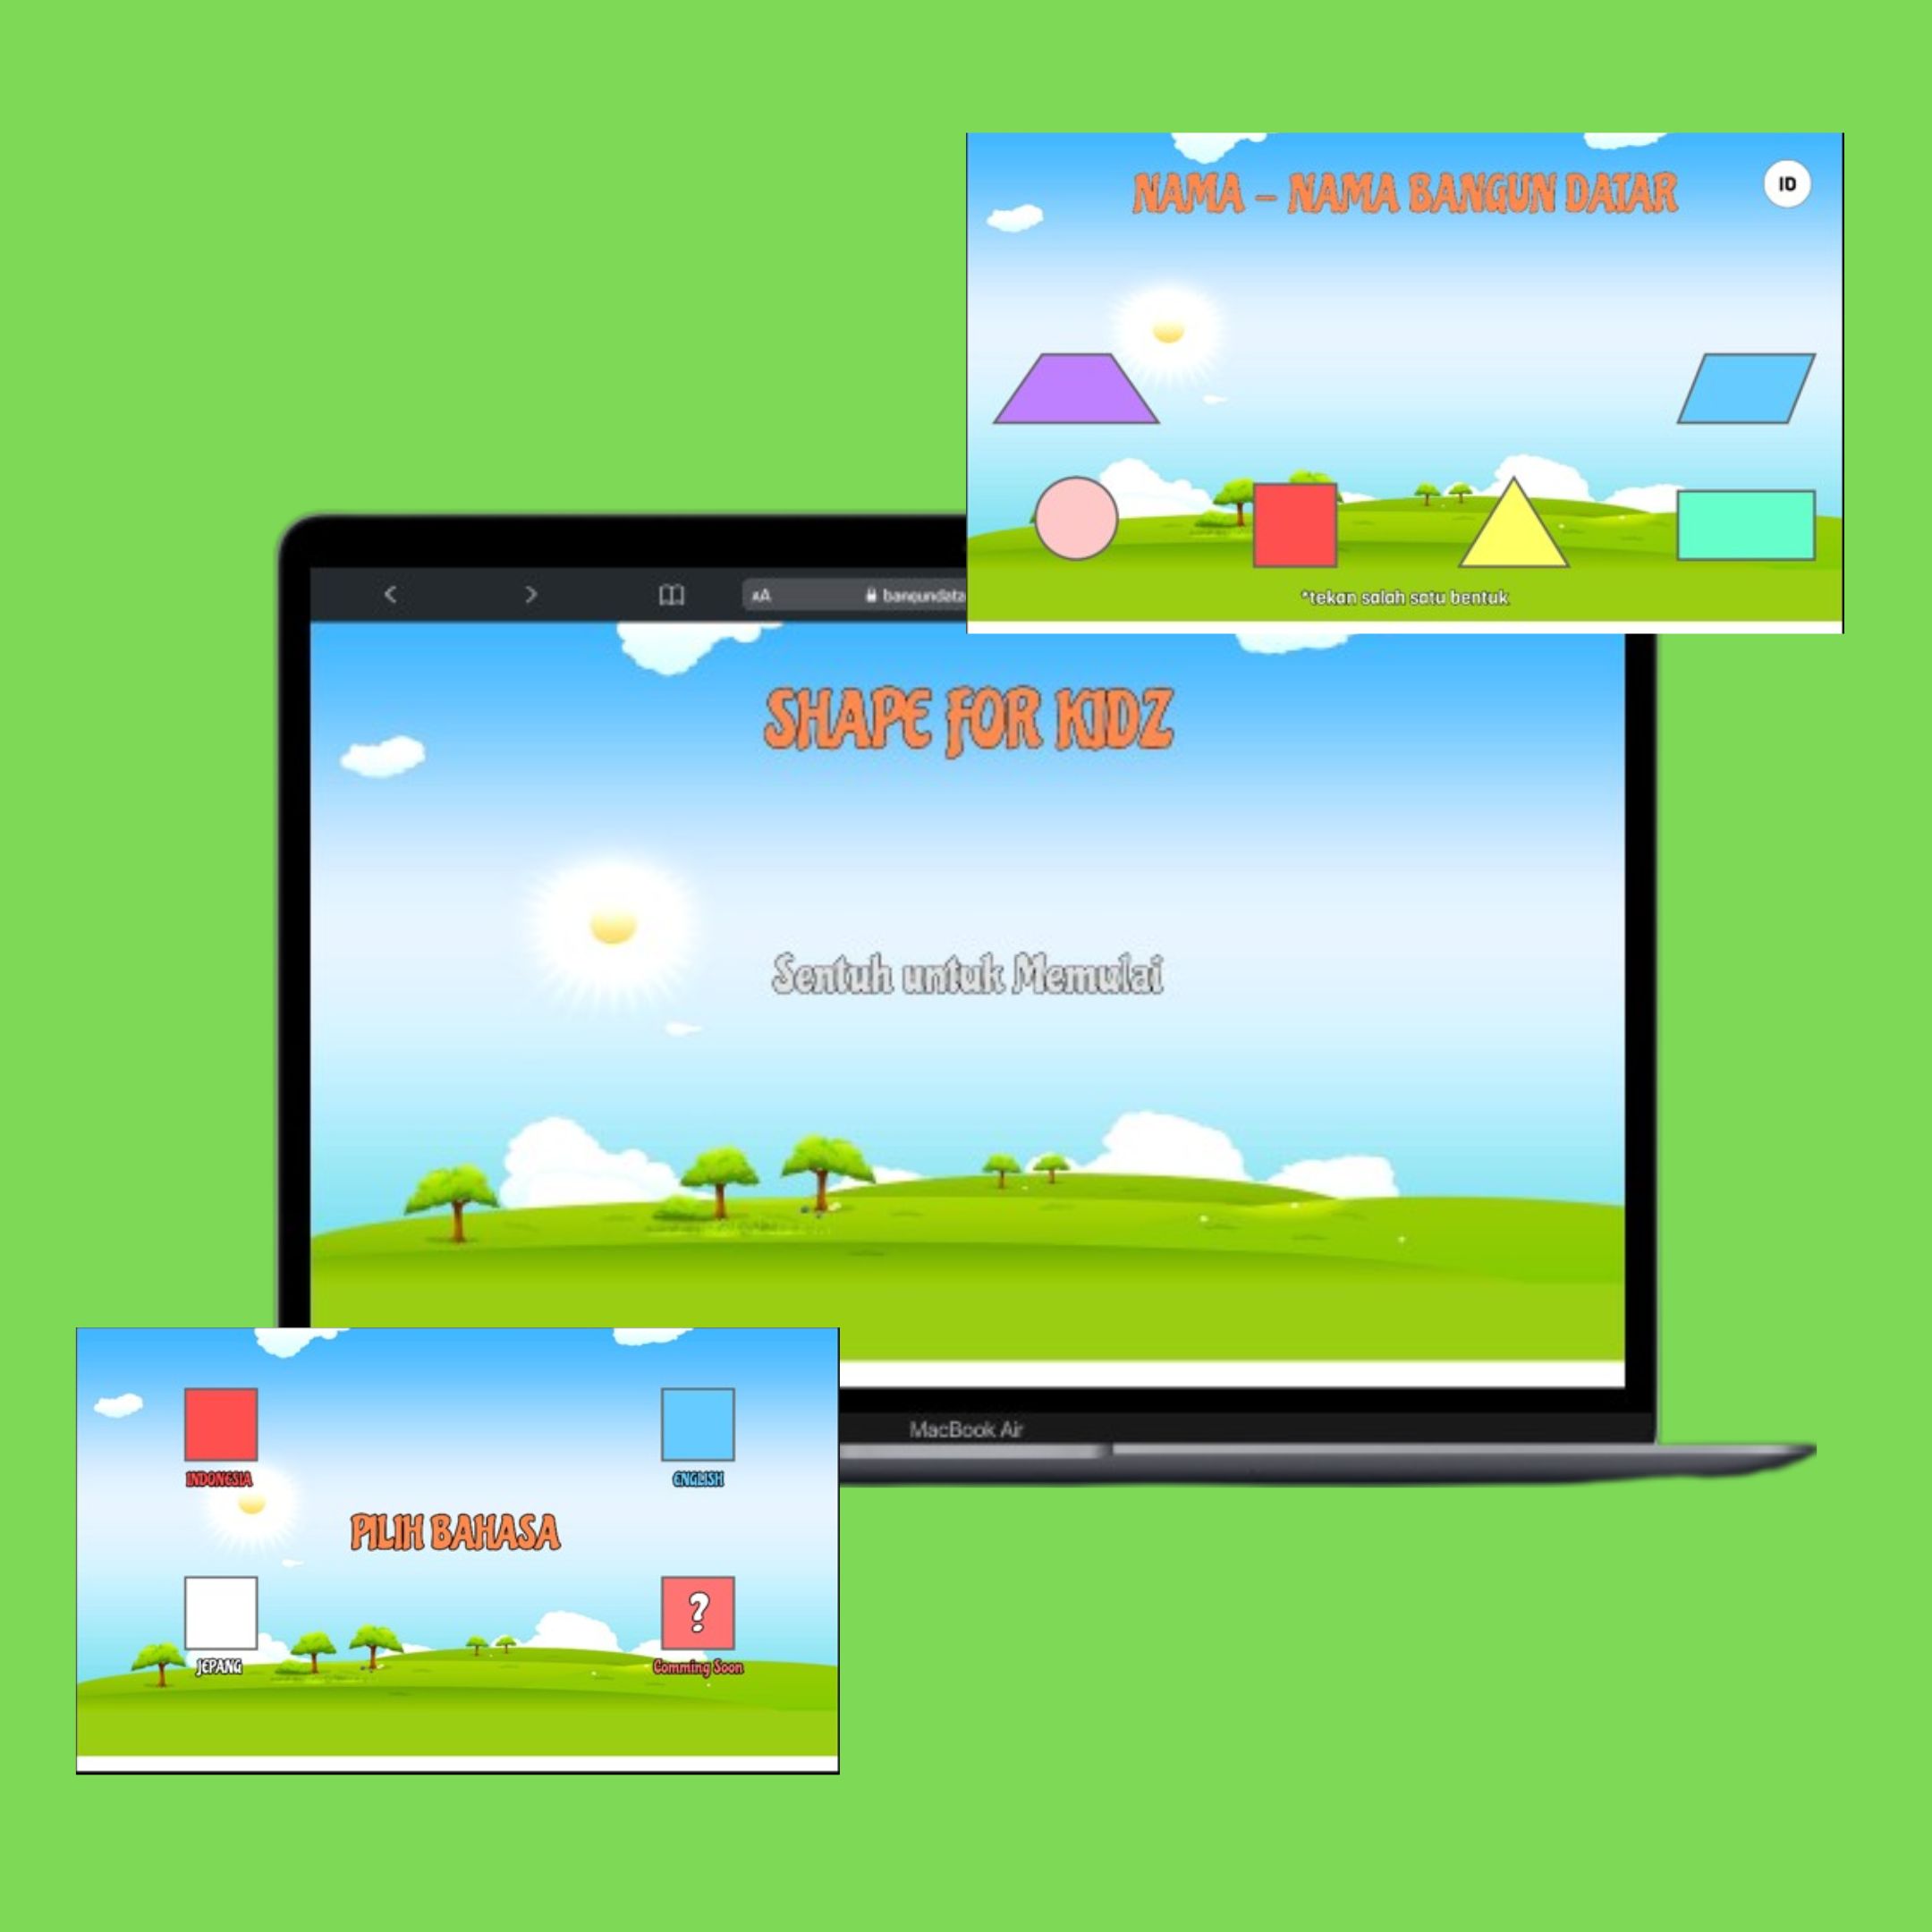 NAMA - NAMA BANGUN DATAR
ID
*tekan salah satu bentuk
AA
bangundata
SHAPE FOR KIDZ
Sentuh untuk Memulai
MacBook Air
INDONESIA
ENGLISH
PILIH BAHASA
?
JEPANG
Comming Soon